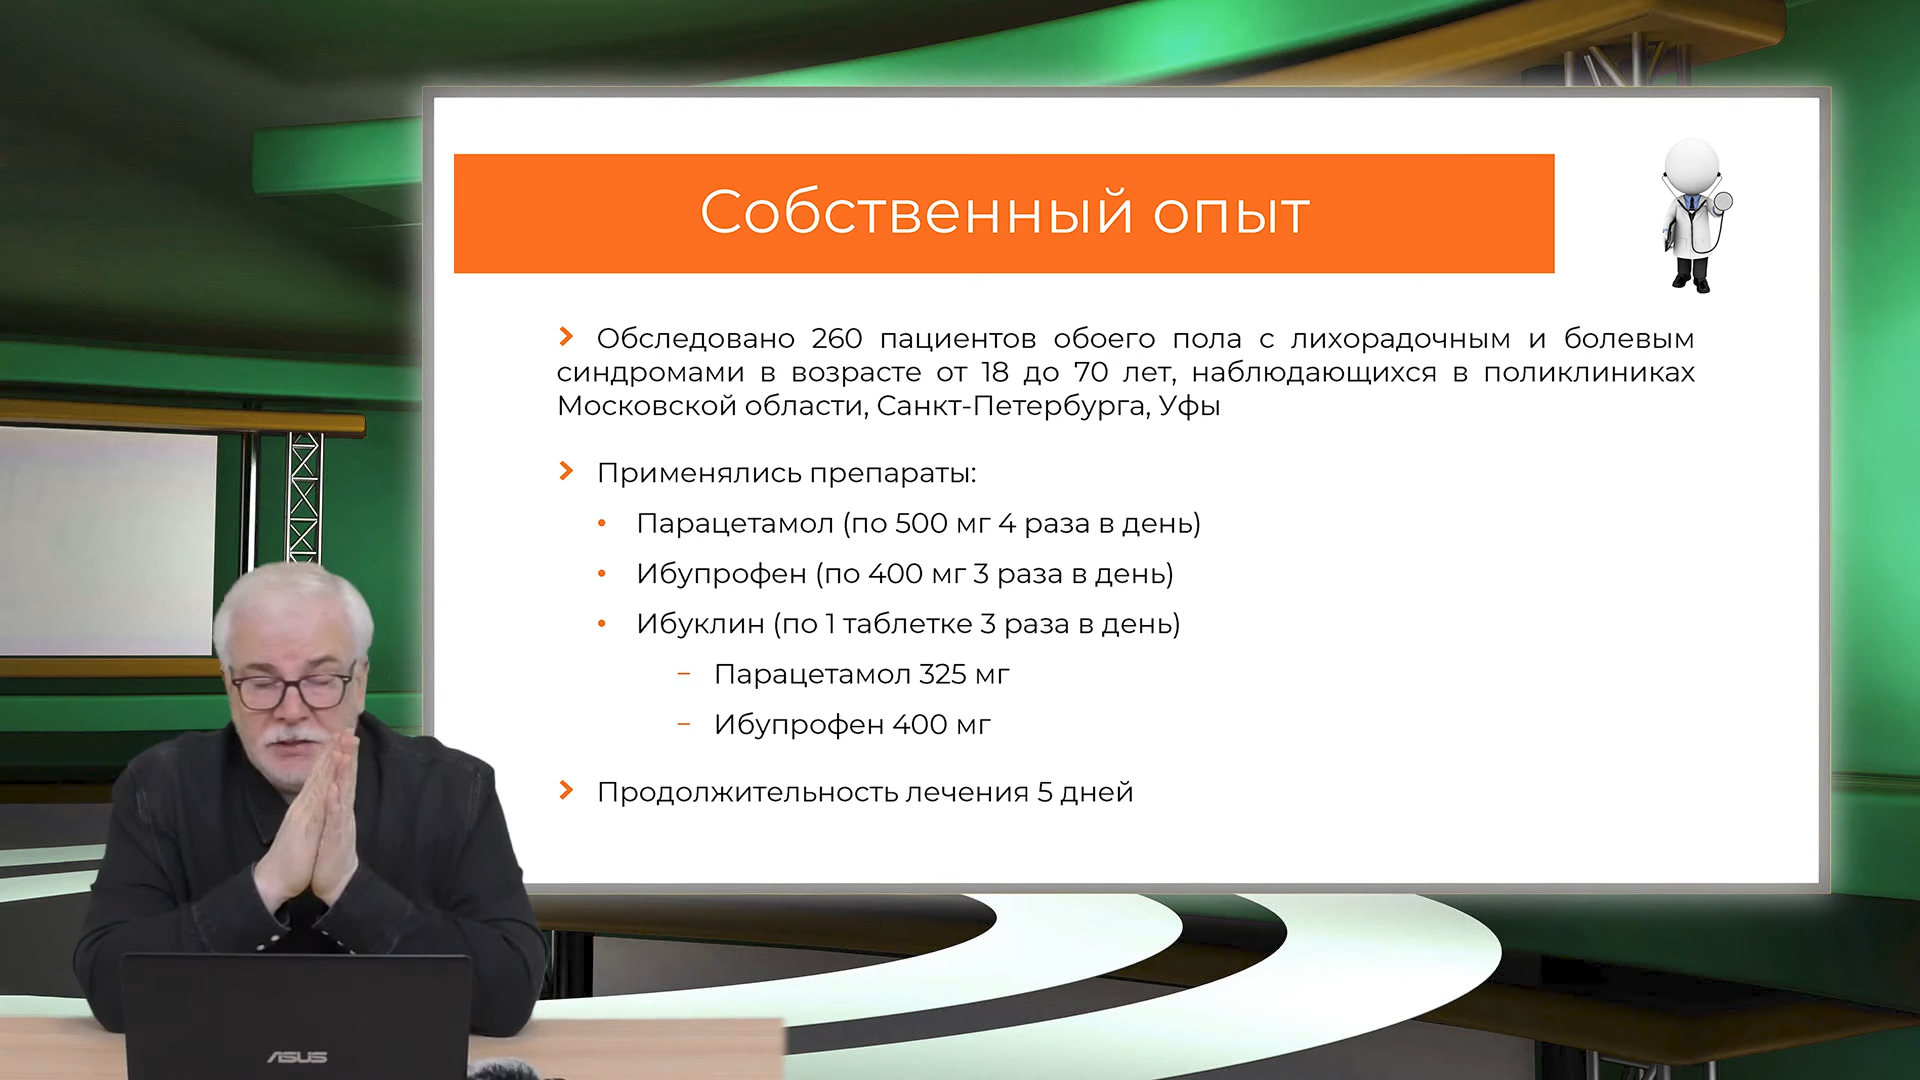 Собственный опыт
Обследовано 260 пациентов обоего пола с лихорадочным и болевым
синдромами в возрасте от 18 до 70 лет, наблюдающихся в поликлиниках
Московской области, Санкт-Петербурга, Уфы
Применялись препараты:
• Парацетамол (по 500 мг 4 раза в день)
• Ибупрофен (по 400 мг 3 раза в день)
• Ибуклин (по 1 таблетке 3 раза в день)
– Парацетамол 325 мг
– Ибупрофен 400 мг
Продолжительность лечения 5 дней
ASUS